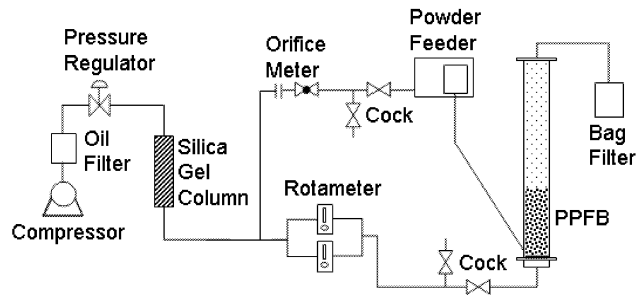 Pressure
Regulator
Orifice
Meter
Powder
Feeder
Cock
Oil
Filter
Silica
Gel
Column
Bag
Filter
Rotameter
PPFB
Compressor
Cock